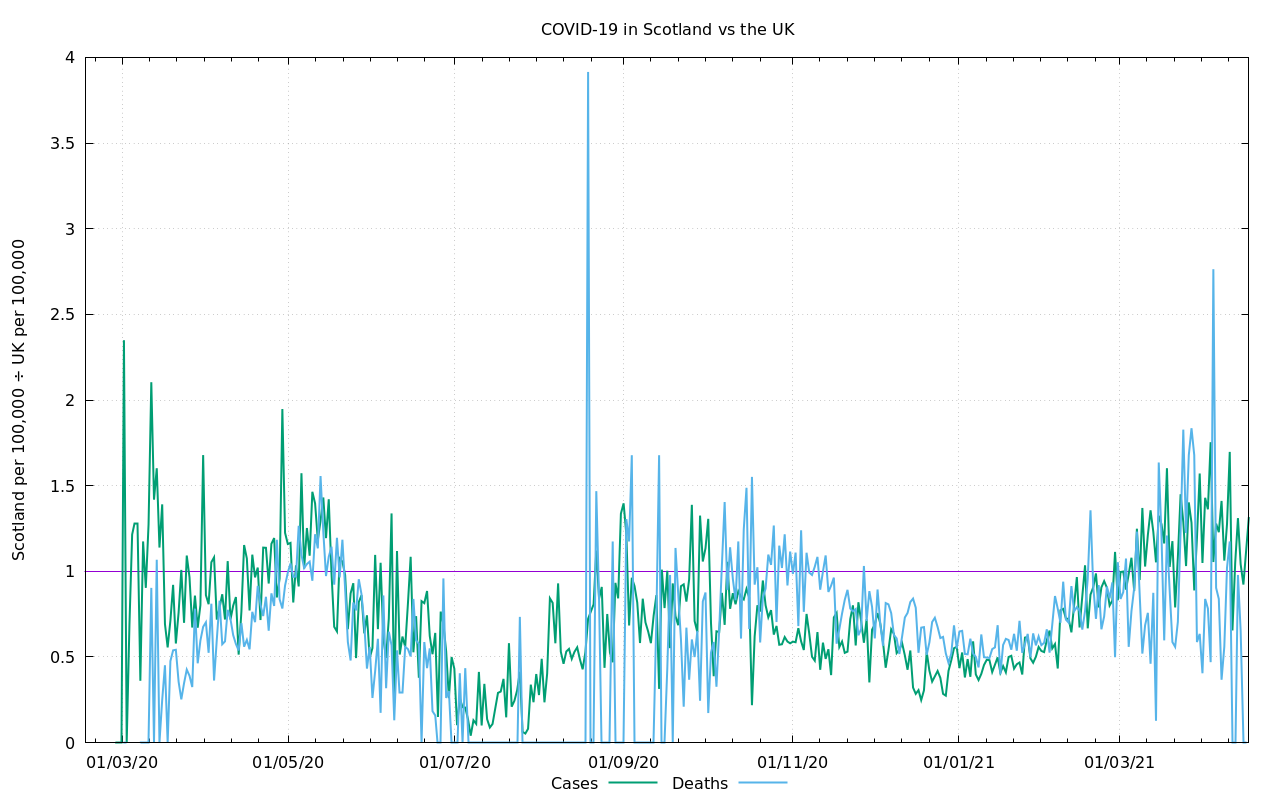 COVID-19 in Scotland vs the UK
Scotland per 100,000 ÷ UK per 100,000
4
3.5
3
2.5
2
1.5
1
0.5
0
01/03/20 01/05/20 01/07/20 01/09/20 01/11/20 01/01/21 01/03/21
Cases Deaths